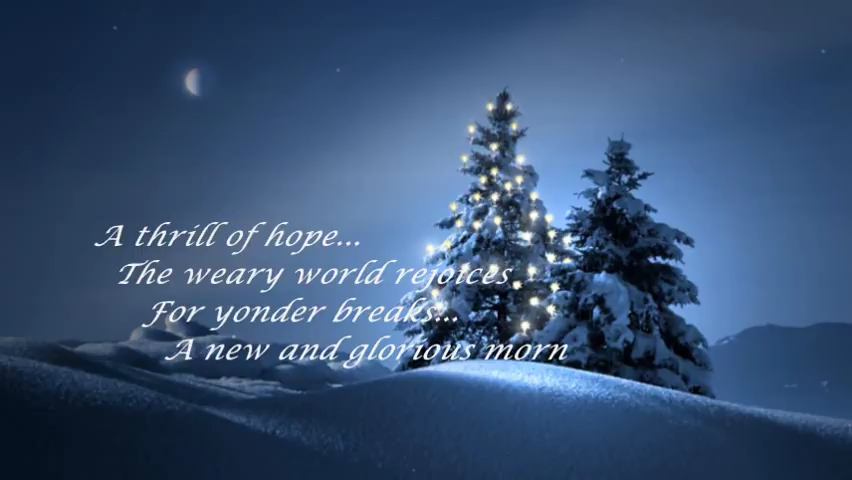 A thrill of hope...
The weary world rejoices
For yonder breaks...
A new and glorious morn